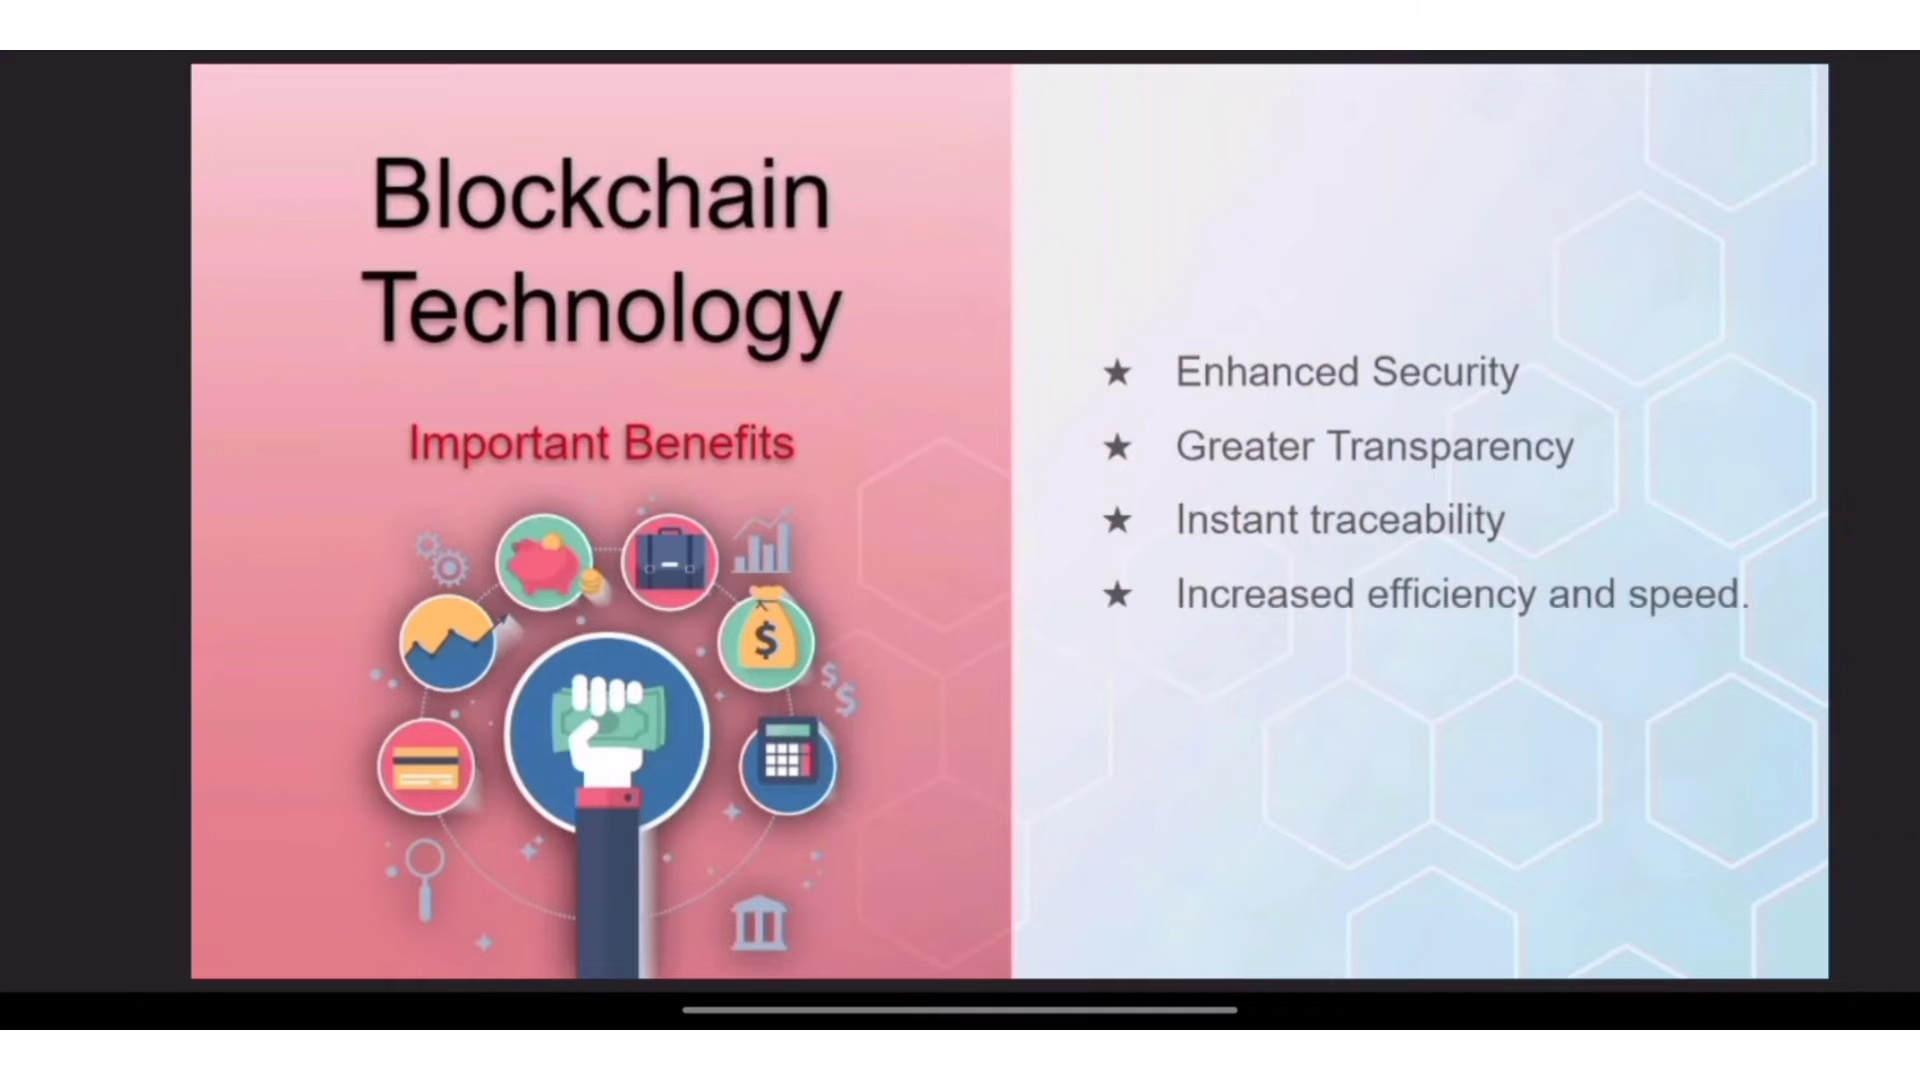 Blockchain
Technology
Important Benefits
★ Enhanced Security
★ Greater Transparency
★ Instant traceability
★ Increased efficiency and speed.
$
$
$